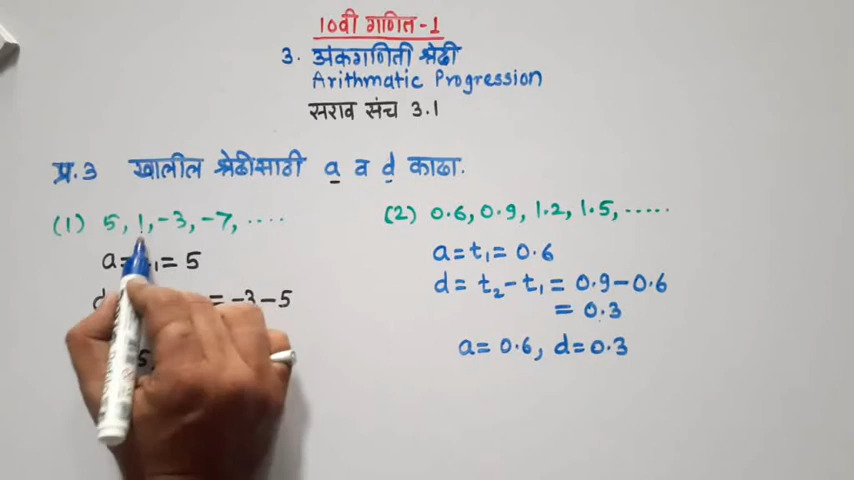 10वी गणित-1
3. अंकगणिती श्रेढी
Arithmatic Progression
सराव संच 3.1
प्र.3 खालील श्रेढीसाठी a व d काढा.
(1) 5, 1, -3, -7, ....
a = t₁ = 5
d = -3-5
5,
(2) 0.6, 0.9, 1.2, 1.5, .....
a = t₁ = 0.6
d = t₂-t₁ = 0.9-0.6
= 0.3
a= 0.6, d=0.3